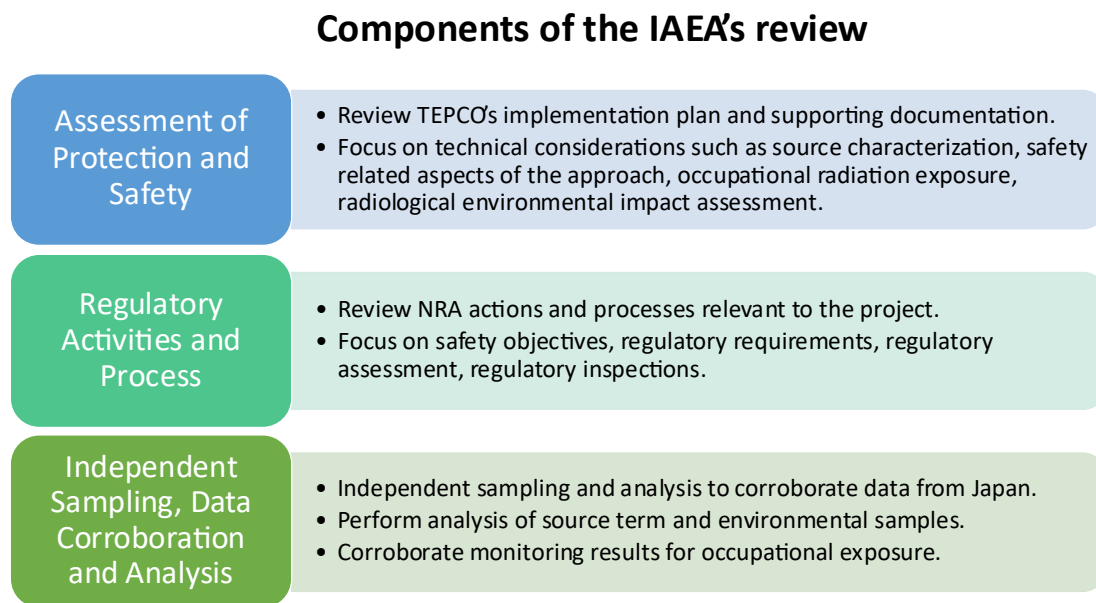 Components of the IAEA’s review
Assessment of
Protection and
Safety
• Review TEPCO’s implementation plan and supporting documentation.
• Focus on technical considerations such as source characterization, safety
related aspects of the approach, occupational radiation exposure,
radiological environmental impact assessment.
Regulatory
Activities and
Process
• Review NRA actions and processes relevant to the project.
• Focus on safety objectives, regulatory requirements, regulatory
assessment, regulatory inspections.
Independent
Sampling, Data
Corroboration
and Analysis
• Independent sampling and analysis to corroborate data from Japan.
• Perform analysis of source term and environmental samples.
• Corroborate monitoring results for occupational exposure.